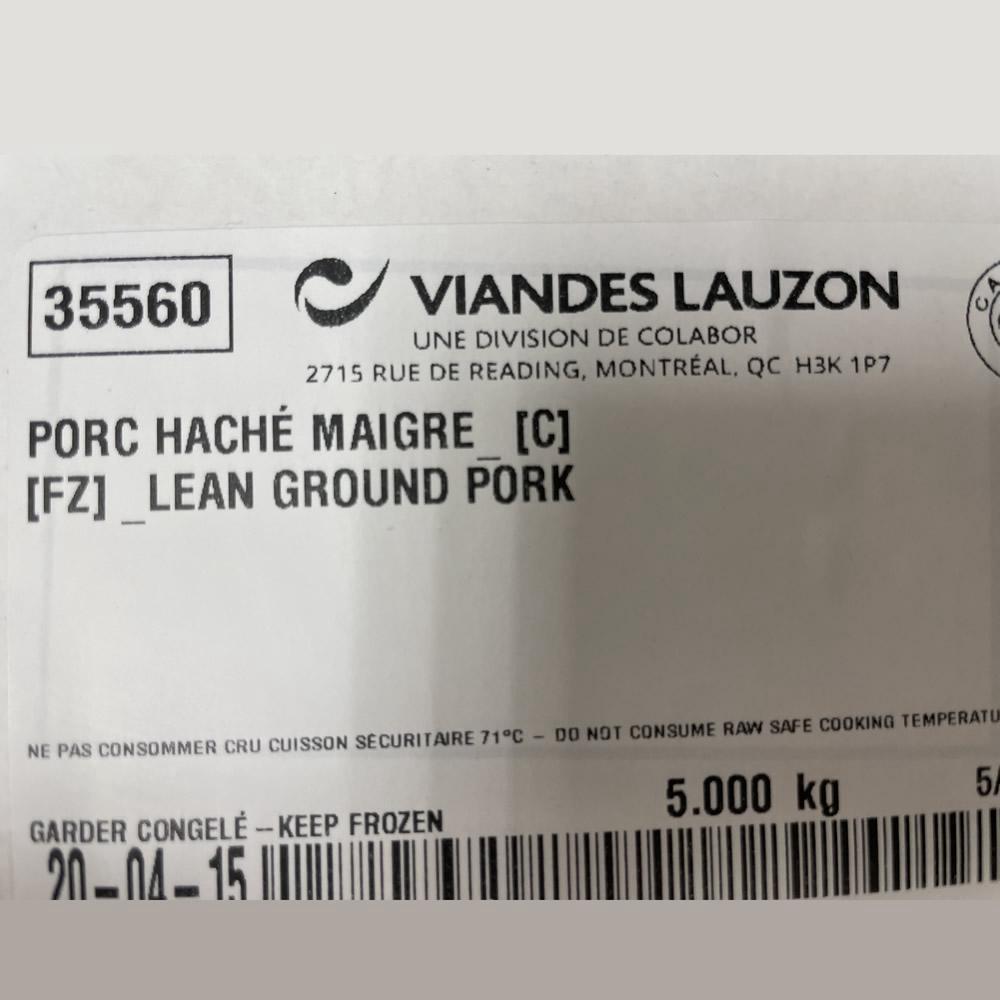 35560
VIANDES LAUZON
UNE DIVISION DE COLABOR
2715 RUE DE READING, MONTRÉAL, QC H3K 1P7
PORC HACHÉ MAIGRE_ [C]
[FZ] _LEAN GROUND PORK
NE PAS CONSOMMER CRU CUISSON SÉCURITAIRE 71°C – DO NOT CONSUME RAW SAFE COOKING
5.000 kg
GARDER CONGELÉ – KEEP FROZEN
20-04-15